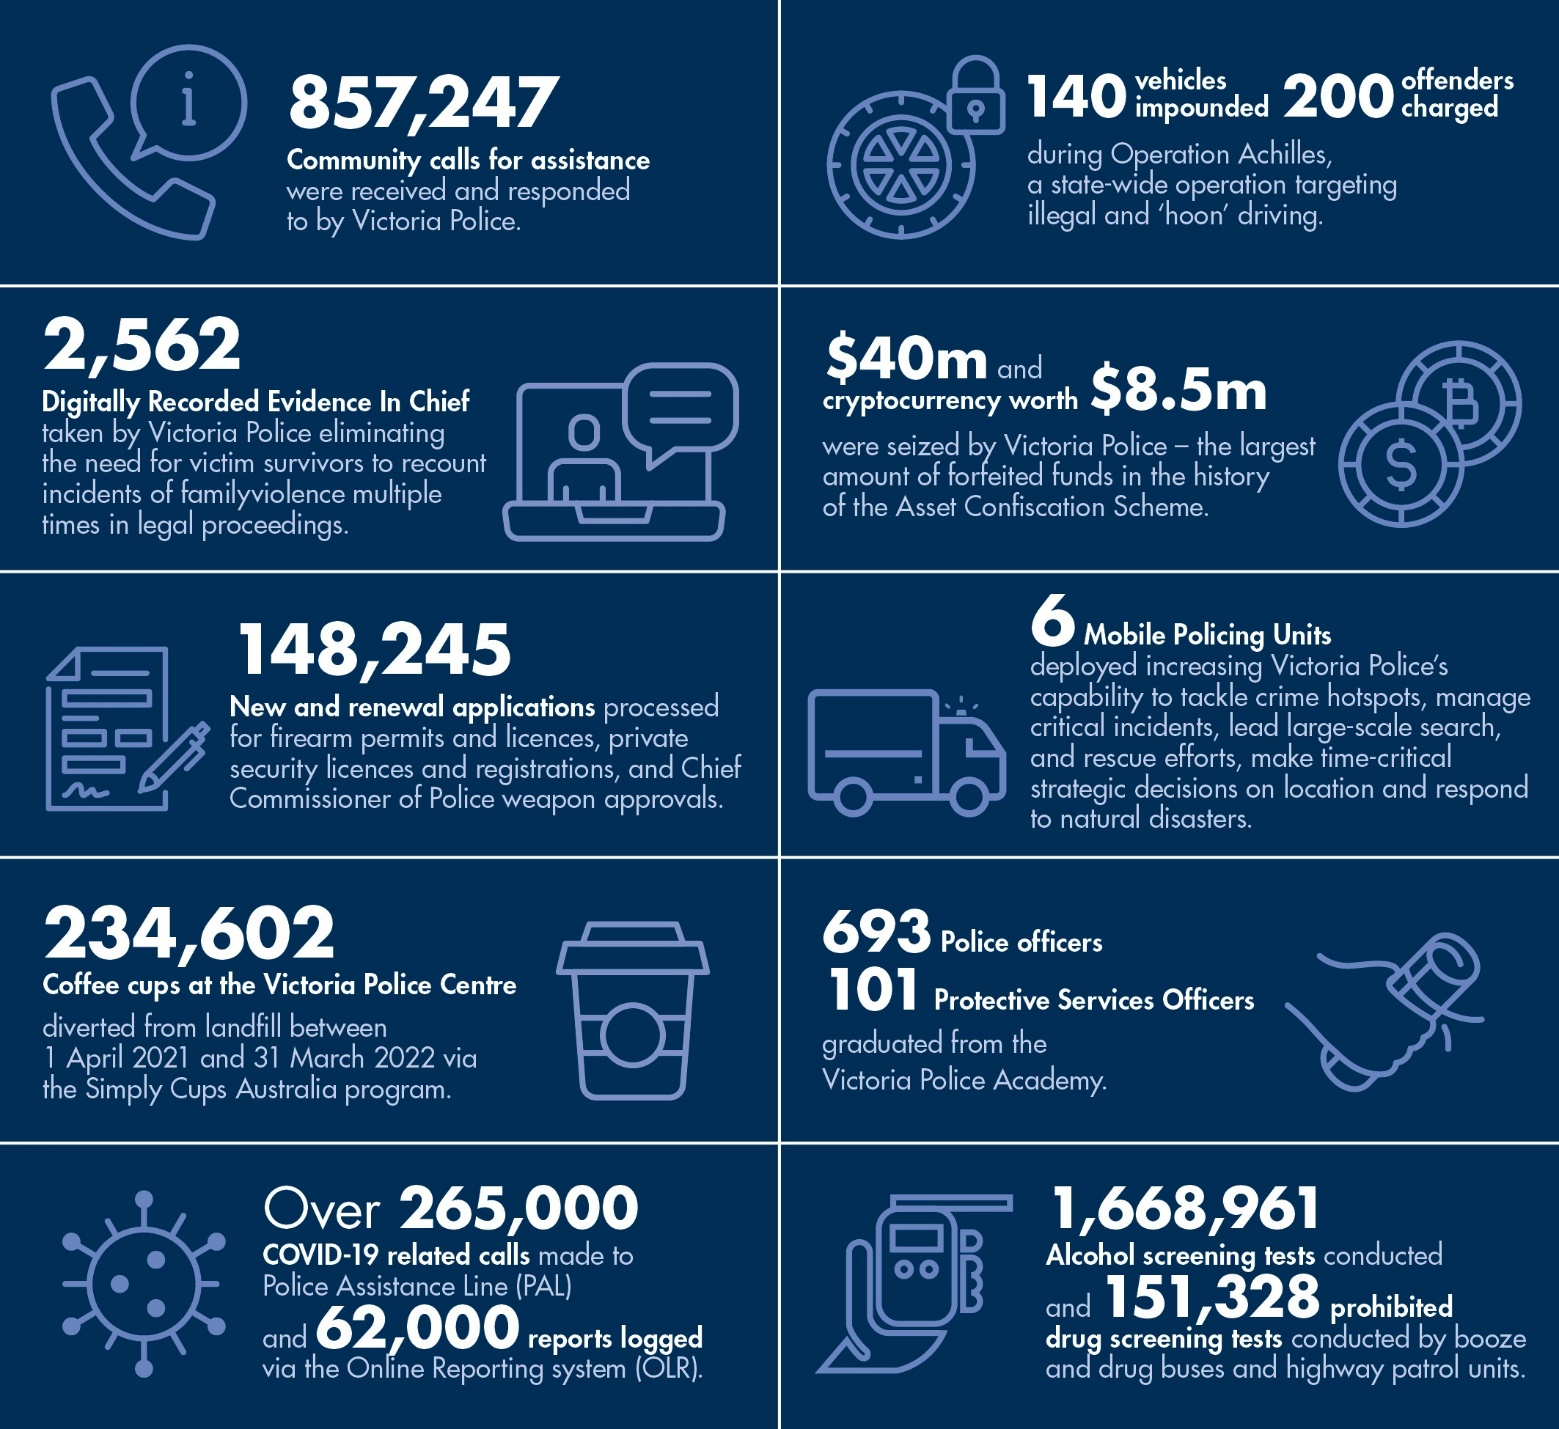 i
857,247
Community calls for assistance
were received and responded
to by Victoria Police.
140 vehicles impounded 200 offenders charged
during Operation Achilles,
a state-wide operation targeting
illegal and ‘hoon’ driving.
2,562
Digitally Recorded Evidence In Chief
taken by Victoria Police eliminating
the need for victim survivors to recount
incidents of familyviolence multiple
times in legal proceedings.
$40m and
cryptocurrency worth $8.5m
were seized by Victoria Police – the largest
amount of forfeited funds in the history
of the Asset Confiscation Scheme.
B
$
148,245
New and renewal applications processed
for firearm permits and licences, private
security licences and registrations, and Chief
Commissioner of Police weapon approvals.
6 Mobile Policing Units
deployed increasing Victoria Police’s
capability to tackle crime hotspots, manage
critical incidents, lead large-scale search,
and rescue efforts, make time-critical
strategic decisions on location and respond
to natural disasters.
234,602
Coffee cups at the Victoria Police Centre
diverted from landfill between
1 April 2021 and 31 March 2022 via
the Simply Cups Australia program.
693 Police officers
101 Protective Services Officers
graduated from the
Victoria Police Academy.
Over 265,000
COVID-19 related calls made to
Police Assistance Line (PAL)
and 62,000 reports logged
via the Online Reporting system (OLR).
1,668,961
Alcohol screening tests conducted
and 151,328 prohibited
drug screening tests conducted by booze
and drug buses and highway patrol units.